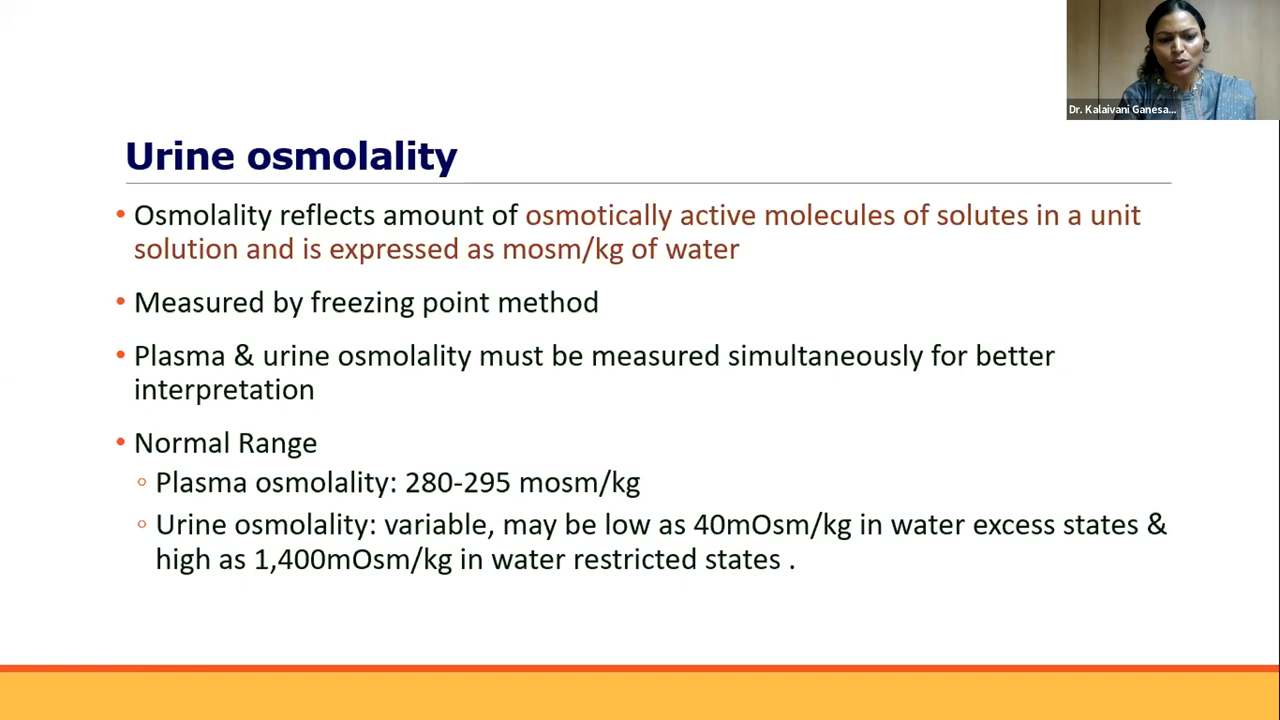 Dr. Kalaivani Ganesa...
Urine osmolality
• Osmolality reflects amount of osmotically active molecules of solutes in a unit
solution and is expressed as mosm/kg of water
• Measured by freezing point method
• Plasma & urine osmolality must be measured simultaneously for better
interpretation
• Normal Range
◦ Plasma osmolality: 280-295 mosm/kg
◦ Urine osmolality: variable, may be low as 40mOsm/kg in water excess states &
high as 1,400mOsm/kg in water restricted states .